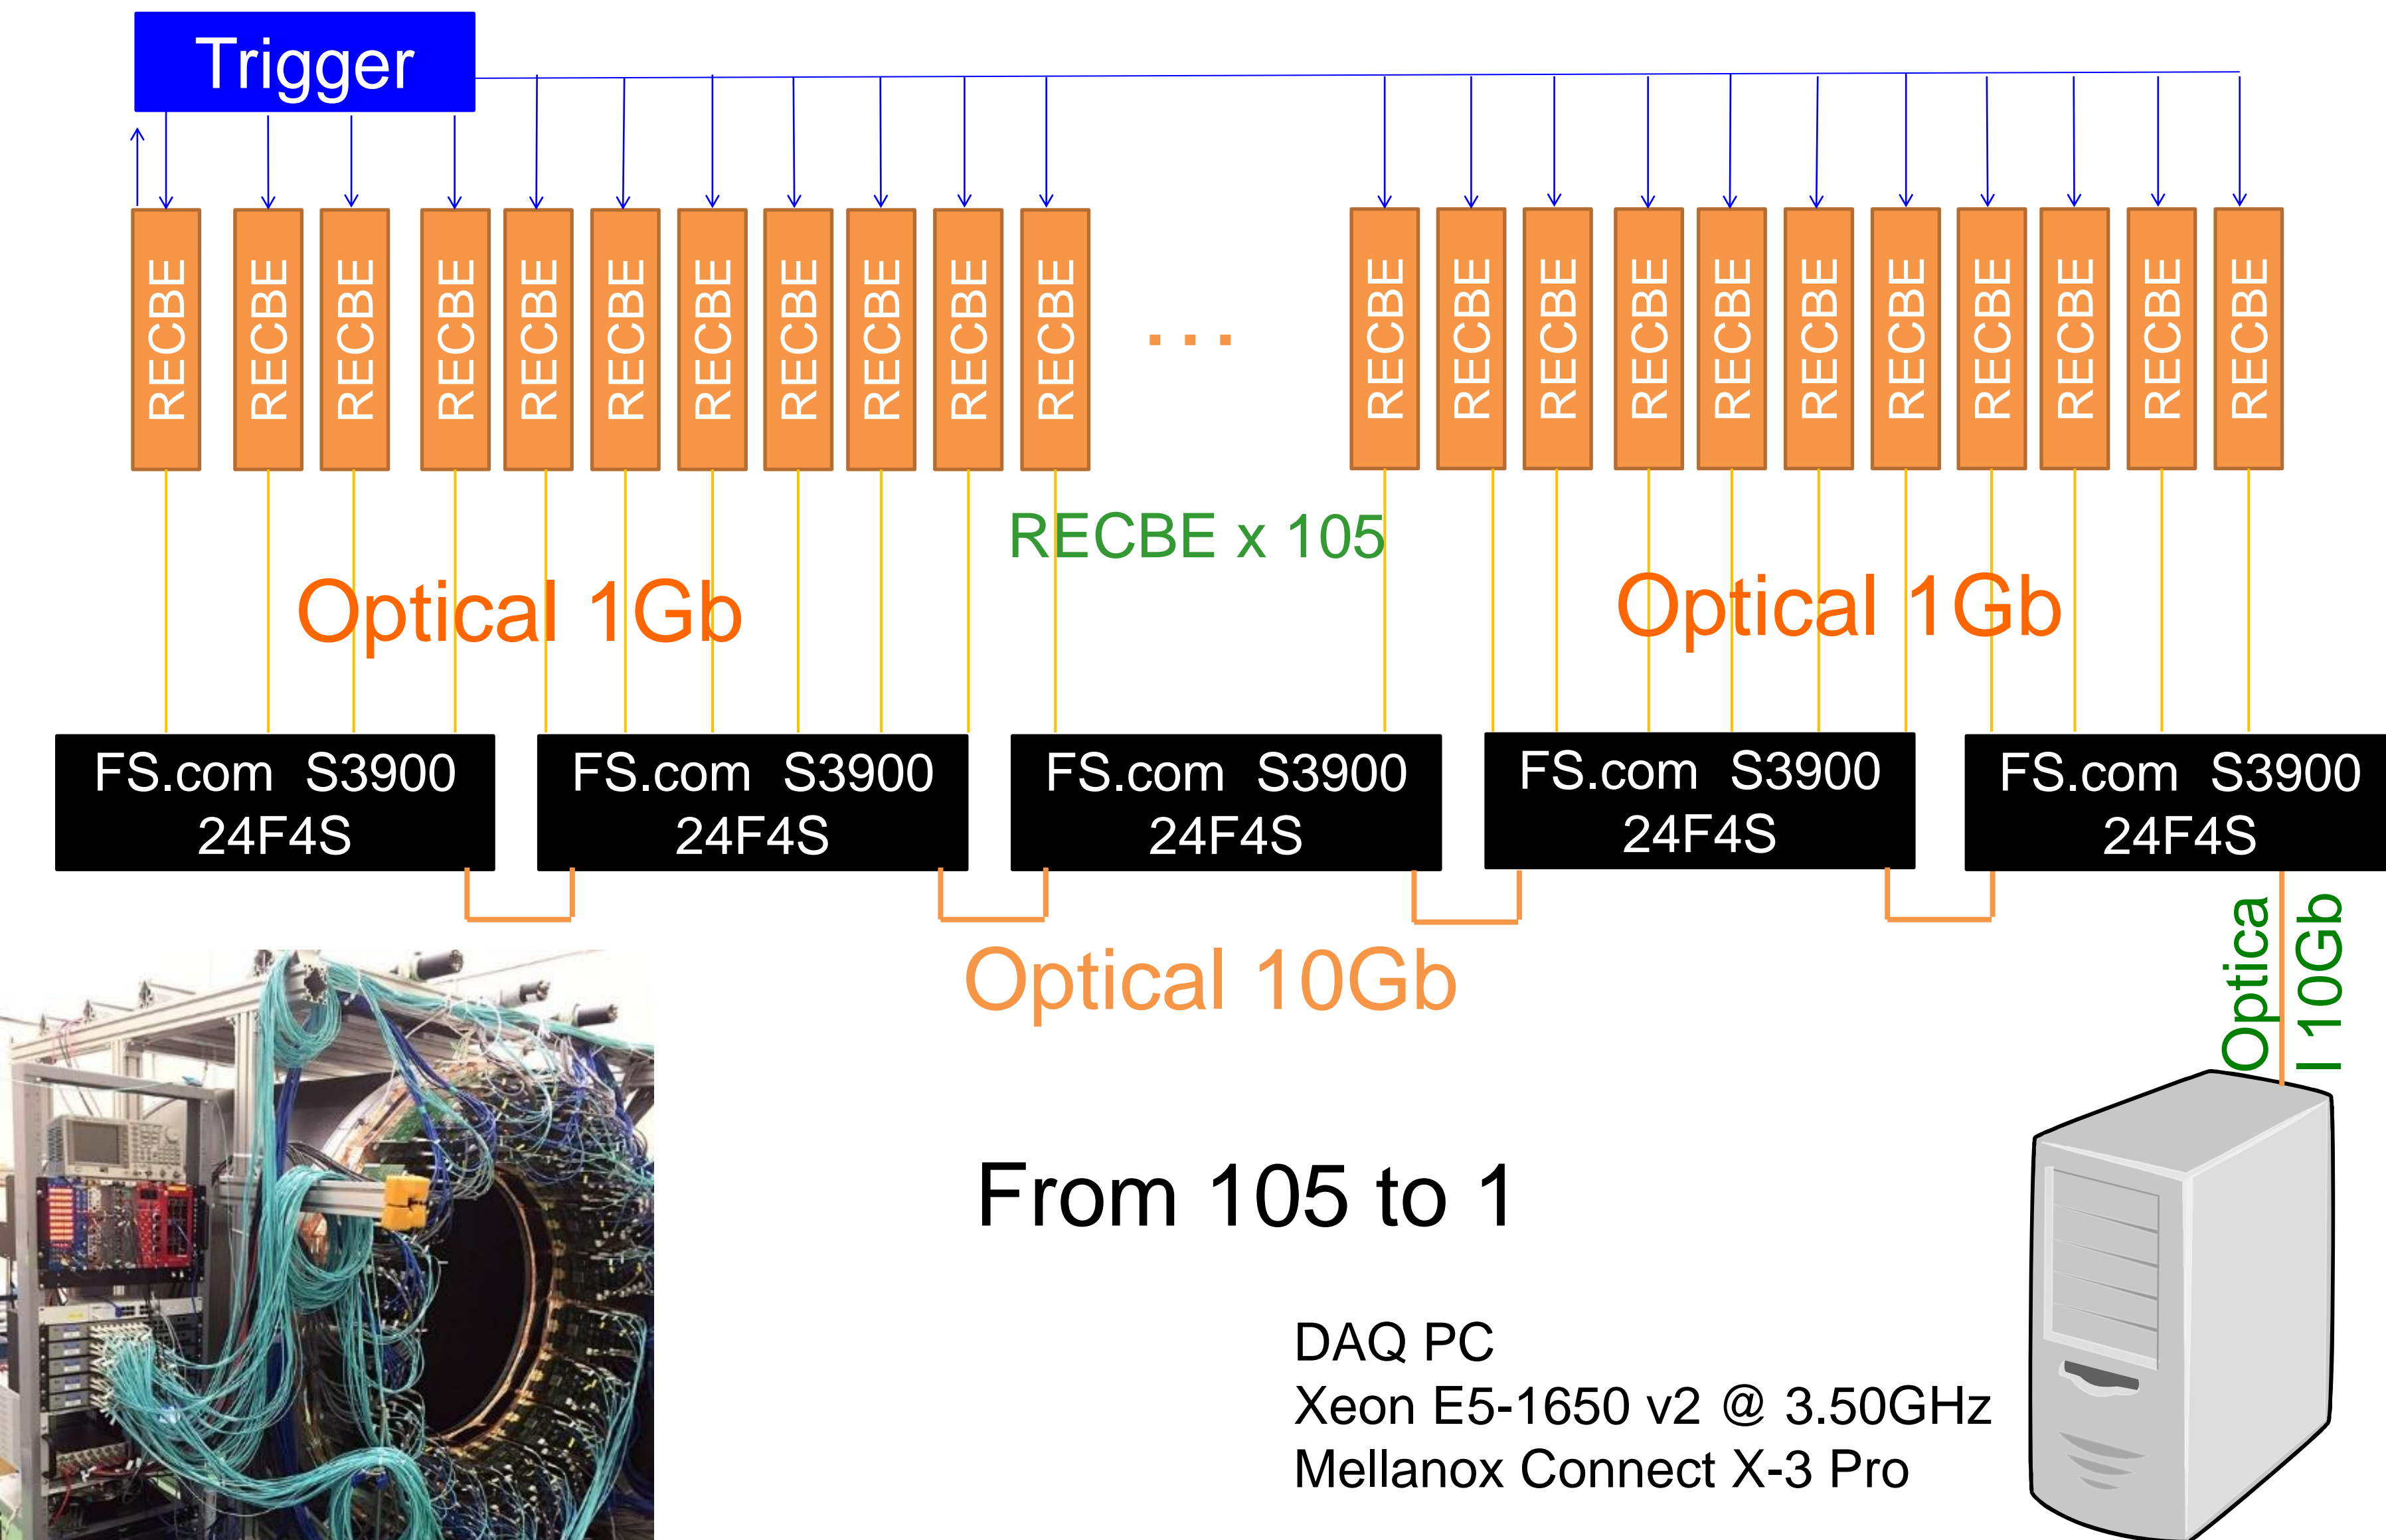 Trigger
RECBE
RECBE
RECBE
RECBE
RECBE
RECBE
RECBE
RECBE
RECBE
RECBE
RECBE
...
RECBE
RECBE
RECBE
RECBE
RECBE
RECBE
RECBE
RECBE
RECBE
RECBE
RECBE
RECBE x 105
Optical 1Gb
Optical 1Gb
FS.com S3900
24F4S
FS.com S3900
24F4S
FS.com S3900
24F4S
FS.com S3900
24F4S
FS.com S3900
24F4S
Optical 10Gb
Optica
l 10Gb
From 105 to 1
DAQ PC
Xeon E5-1650 v2 @ 3.50GHz
Mellanox Connect X-3 Pro